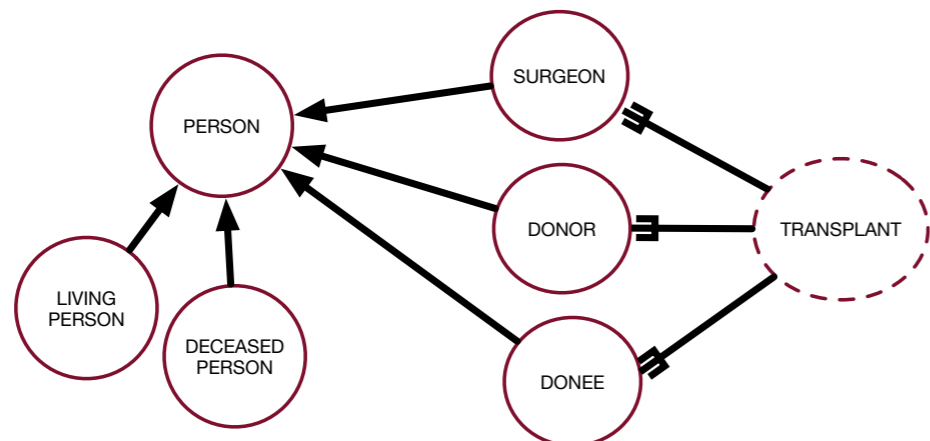 SURGEON
PERSON
DONOR
TRANSPLANT
LIVING
PERSON
DECEASED
PERSON
DONEE